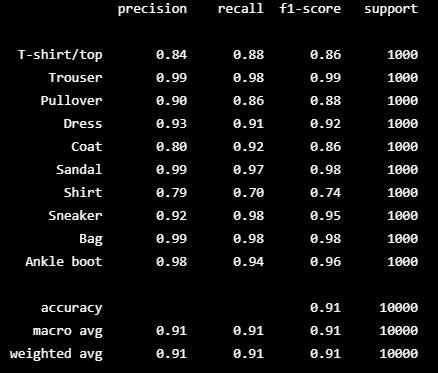 precision recall f1-score support
T-shirt/top 0.84 0.88 0.86 1000
Trouser 0.99 0.98 0.99 1000
Pullover 0.90 0.86 0.88 1000
Dress 0.93 0.91 0.92 1000
Coat 0.80 0.92 0.86 1000
Sandal 0.99 0.97 0.98 1000
Shirt 0.79 0.70 0.74 1000
Sneaker 0.92 0.98 0.95 1000
Bag 0.99 0.98 0.98 1000
Ankle boot 0.98 0.94 0.96 1000
accuracy 0.91 10000
macro avg 0.91 0.91 0.91 10000
weighted avg 0.91 0.91 0.91 10000